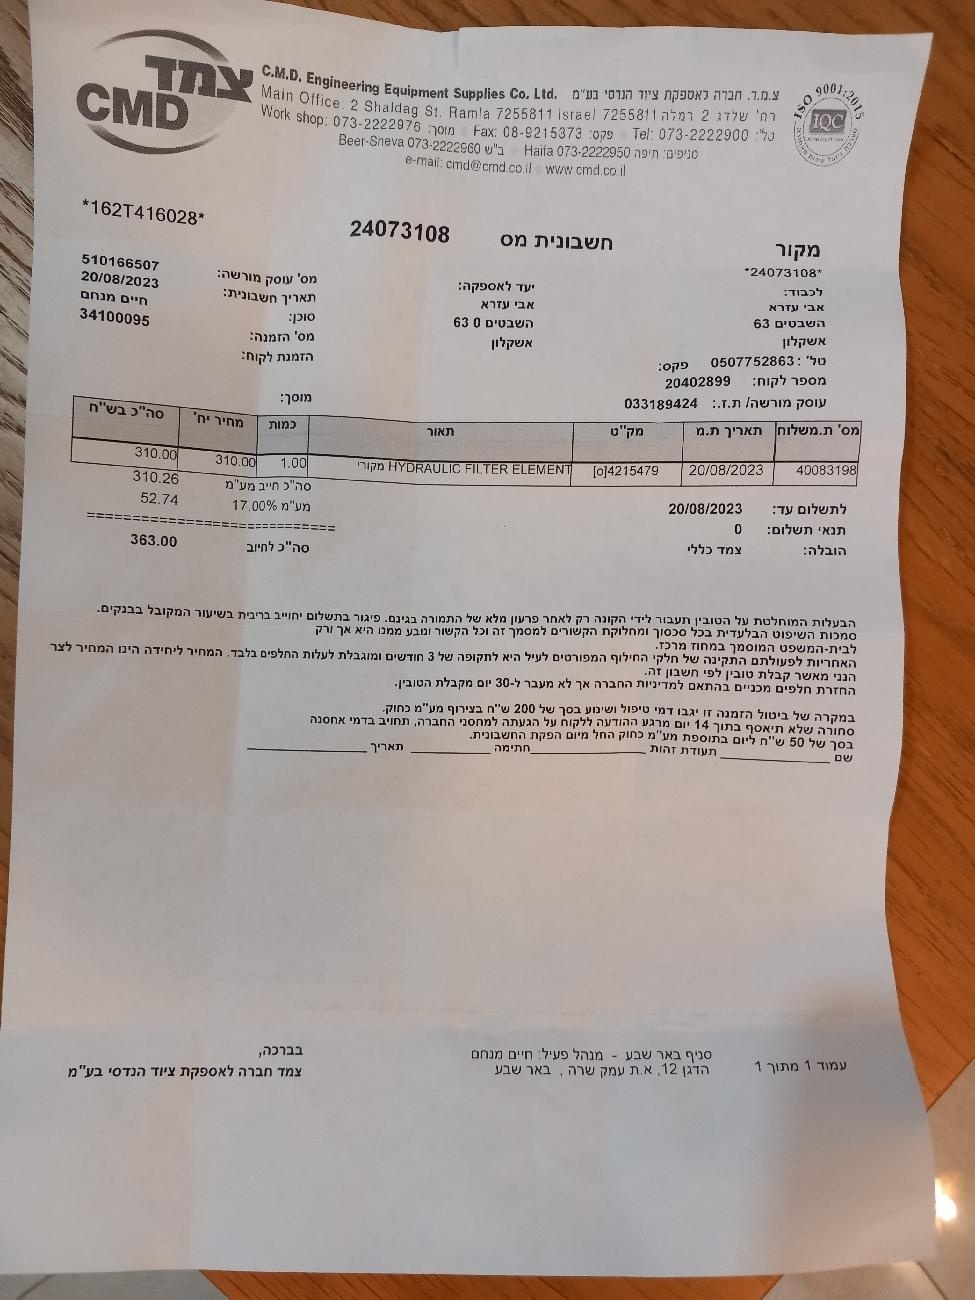 צמד
CMD
צ.מ.ד. חברה לאספקת ציוד הנדסי בע"מ C.M.D. Engineering Equipment Supplies Co. Ltd.
Main Office: 2 Shaldag St. Ramla 7255811 Israel רח' שלדג 2 רמלה 7255811
טל': Tel: 073-2222900 פקס: Fax: 08-9215373 מוסך: Work shop: 073-2222976
סניפים: חיפה Haifa 073-2222950 ב"ש Beer-Sheva 073-2222960
e-mail: cmd@cmd.co.il www.cmd.co.il
ISO 9001:2015
IQC
*162T416028*
מקור
חשבונית מס 24073108
*24073108*
לכבוד:
אבי עזרא
השבטים 63
אשקלון
טל': 0507752863 פקס:
מספר לקוח: 20402899
עוסק מורשה/ ת.ז.: 033189424
יעד לאספקה:
אבי עזרא
השבטים 63 0
אשקלון
מס' עוסק מורשה: 510166507
תאריך חשבונית: 20/08/2023
סוכן: חיים מנחם
מס' הזמנה: 34100095
הזמנת לקוח:
מוסך:
מס' ת.משלוח תאריך ת.מ מק"ט תאור כמות מחיר יח' סה"כ בש"ח
40083198 20/08/2023 4215479[o] HYDRAULIC FILTER ELEMENT מקורי 1.00 310.00 310.00
סה"כ חייב מע"מ 310.26
מע"מ 17.00% 52.74
============================
סה"כ לחיוב 363.00
לתשלום עד: 20/08/2023
תנאי תשלום: 0
הובלה: צמד כללי
הבעלות המוחלטת על הטובין תעבור לידי הקונה רק לאחר פרעון מלא של התמורה בגינם. פיגור בתשלום יחוייב בריבית בשיעור המקובל בבנקים.
סמכות השיפוט הבלעדית בכל סכסוך ומחלוקת הקשורים למסמך זה וכל הקשור ונובע ממנו היא אך ורק
לבית-המשפט המוסמך במחוז מרכז.
האחריות לפעולתם התקינה של חלקי החילוף המפורטים לעיל היא לתקופה של 3 חודשים ומוגבלת לעלות החלפים בלבד. המחיר ליחידה הינו המחיר לצר
הנני מאשר קבלת טובין לפי חשבון זה.
החזרת חלפים מכניים בהתאם למדיניות החברה אך לא מעבר ל-30 יום מקבלת הטובין.
במקרה של ביטול הזמנה זו יגבו דמי טיפול ושינוע בסך של 200 ש"ח בצירוף מע"מ כחוק.
סחורה שלא תיאסף בתוך 14 יום מרגע ההודעה ללקוח על הגעתה למחסני החברה, תחויב בדמי אחסנה
בסך של 50 ש"ח ליום בתוספת מע"מ כחוק החל מיום הפקת החשבונית.
שם תעודת זהות חתימה תאריך
עמוד 1 מתוך 1
סניף באר שבע - מנהל פעיל: חיים מנחם
הדגן 12, א.ת עמק שרה, באר שבע
בברכה,
צמד חברה לאספקת ציוד הנדסי בע"מ